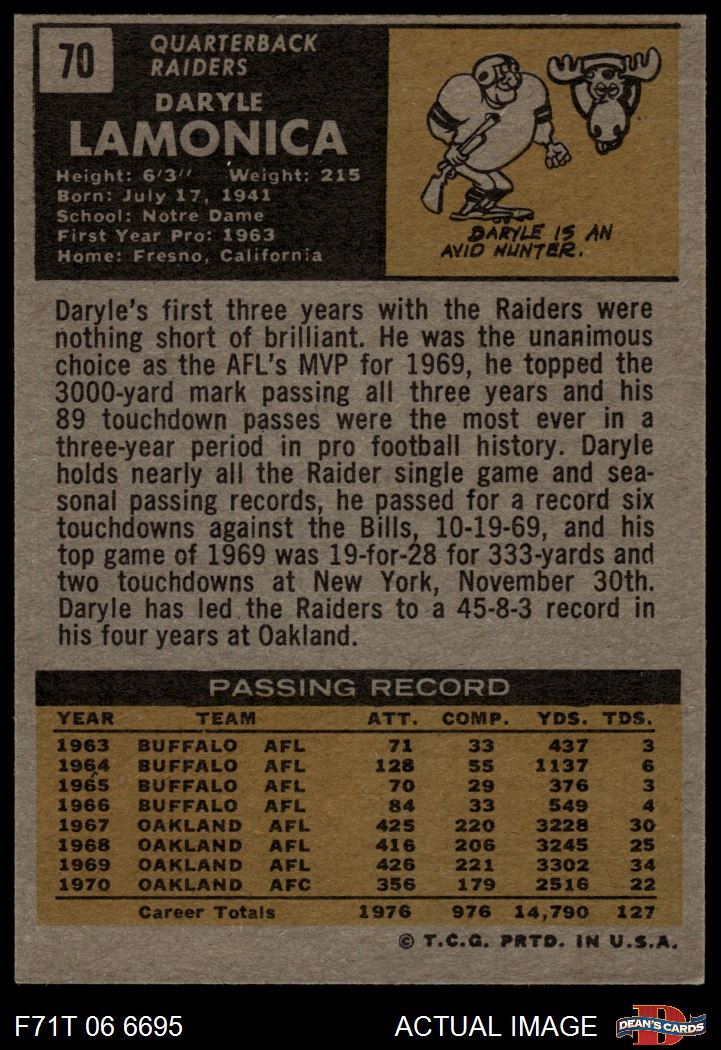 70
QUARTERBACK
RAIDERS
DARYLE
LAMONICA
Height: 6'3" Weight: 215
Born: July 17, 1941
School: Notre Dame
First Year Pro: 1963
Home: Fresno, California
DARYLE IS AN
AVID HUNTER.
Daryle's first three years with the Raiders were
nothing short of brilliant. He was the unanimous
choice as the AFL's MVP for 1969, he topped the
3000-yard mark passing all three years and his
89 touchdown passes were the most ever in a
three-year period in pro football history. Daryle
holds nearly all the Raider single game and sea-
sonal passing records, he passed for a record six
touchdowns against the Bills, 10-19-69, and his
top game of 1969 was 19-for-28 for 333-yards and
two touchdowns at New York, November 30th.
Daryle has led the Raiders to a 45-8-3 record in
his four years at Oakland.
PASSING RECORD
YEAR TEAM ATT. COMP. YDS. TDS.
1963 BUFFALO AFL 71 33 437 3
1964 BUFFALO AFL 128 55 1137 6
1965 BUFFALO AFL 70 29 376 3
1966 BUFFALO AFL 84 33 549 4
1967 OAKLAND AFL 425 220 3228 30
1968 OAKLAND AFL 416 206 3245 25
1969 OAKLAND AFL 426 221 3302 34
1970 OAKLAND AFC 356 179 2516 22
Career Totals 1976 976 14,790 127
© T.C.G. PRTD. IN U.S.A.
F71T 06 6695
ACTUAL IMAGE
D
DEAN'S CARDS